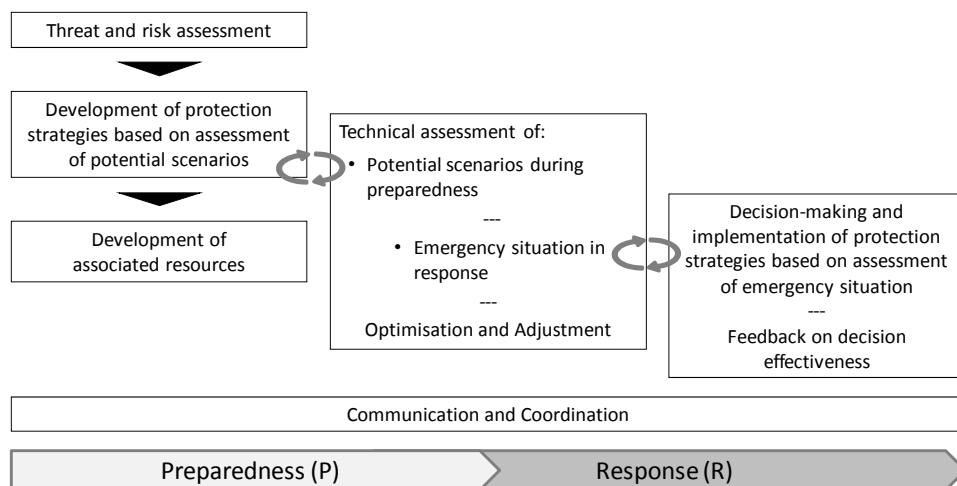 Threat and risk assessment
Development of protection
strategies based on assessment
of potential scenarios
Development of
associated resources
Technical assessment of:
• Potential scenarios during
preparedness
---
• Emergency situation in
response
---
Optimisation and Adjustment
Decision-making and
implementation of protection
strategies based on assessment
of emergency situation
---
Feedback on decision
effectiveness
Communication and Coordination
Preparedness (P)
Response (R)